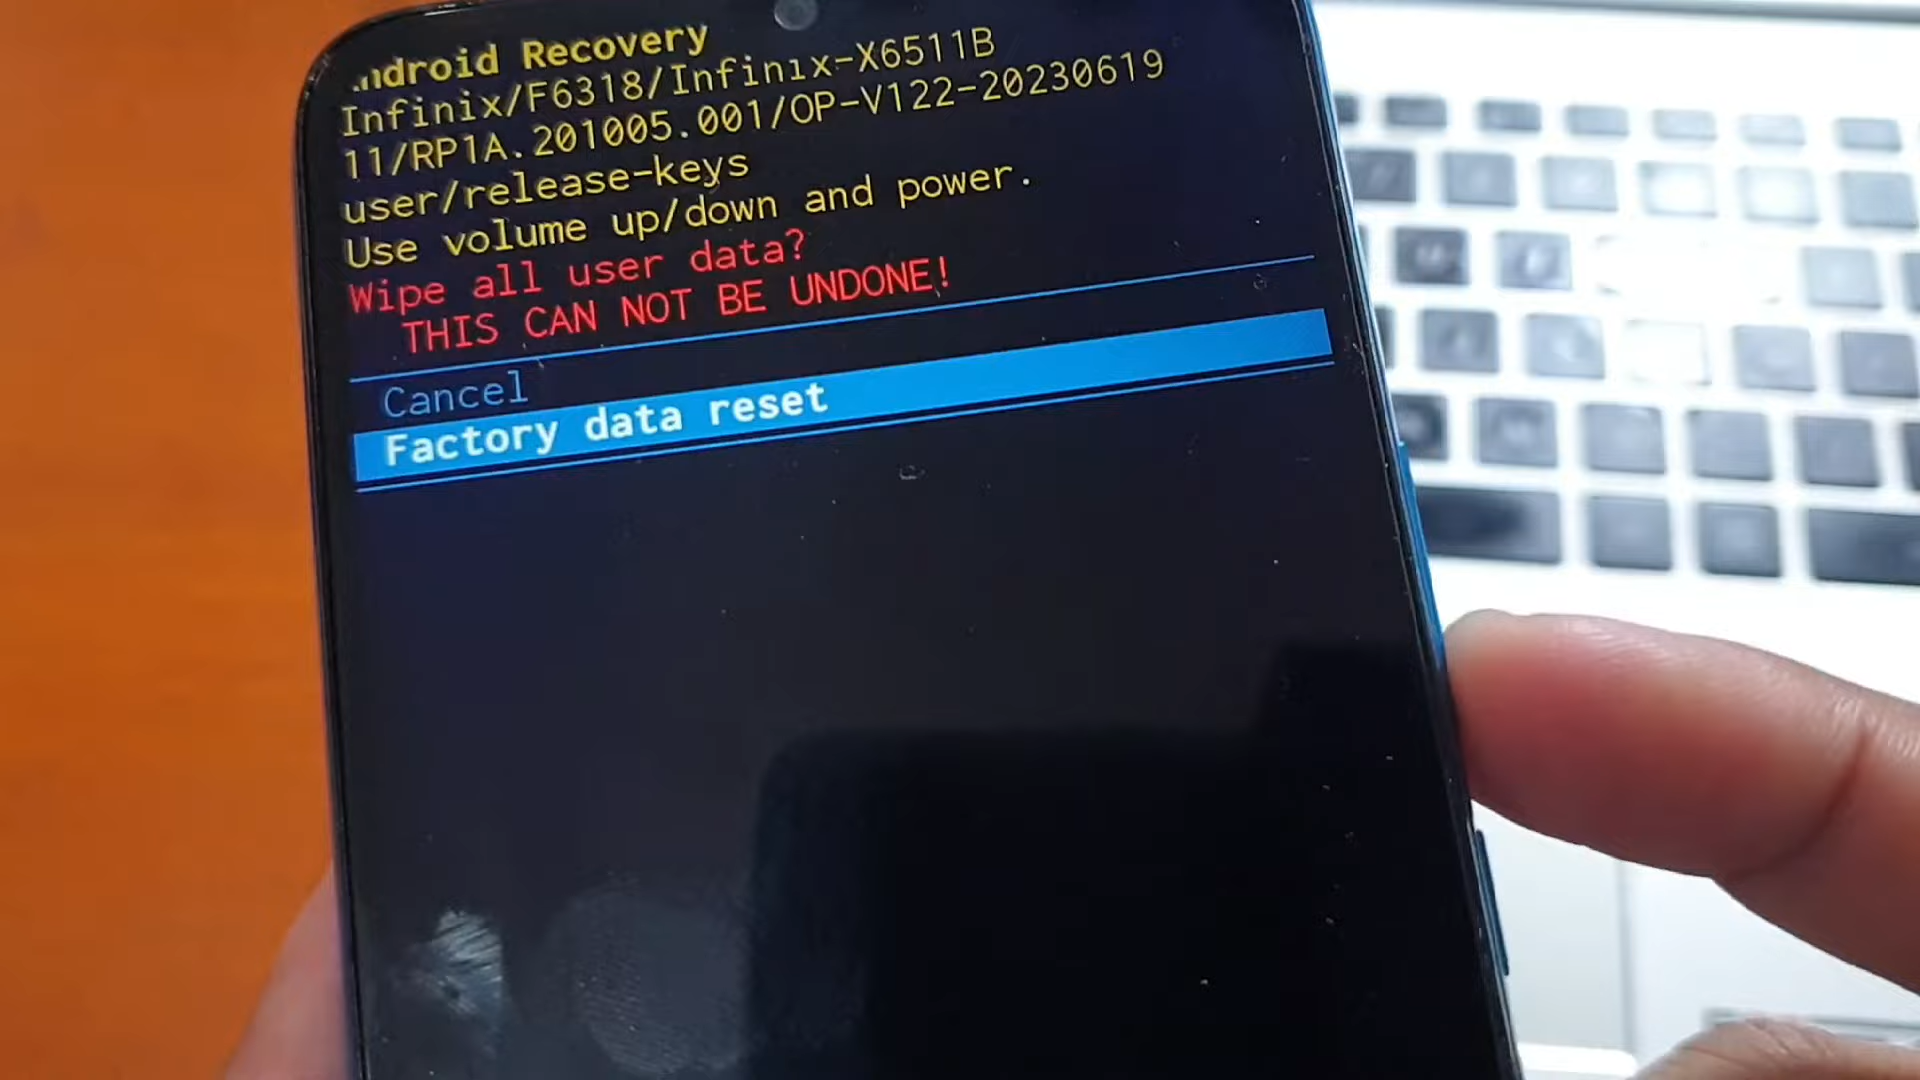 ndroid Recovery
Infinix/F6318/Infinix-X6511B
11/RP1A.201005.001/OP-V122-20230619
user/release-keys
Use volume up/down and power.
Wipe all user data?
THIS CAN NOT BE UNDONE!
Cancel
Factory data reset